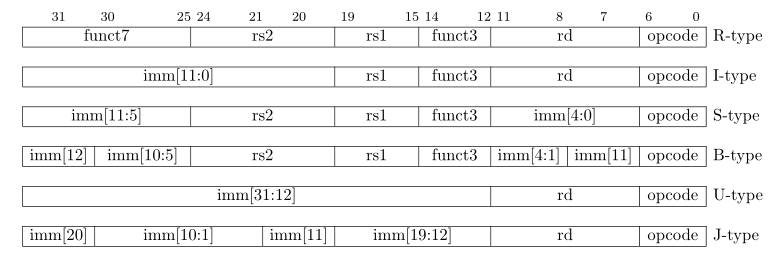 31 30 25 24 21 20 19 15 14 12 11 8 7 6 0
funct7 rs2 rs1 funct3 rd opcode R-type
imm[11:0] rs1 funct3 rd opcode I-type
imm[11:5] rs2 rs1 funct3 imm[4:0] opcode S-type
imm[12] imm[10:5] rs2 rs1 funct3 imm[4:1] imm[11] opcode B-type
imm[31:12] rd opcode U-type
imm[20] imm[10:1] imm[11] imm[19:12] rd opcode J-type